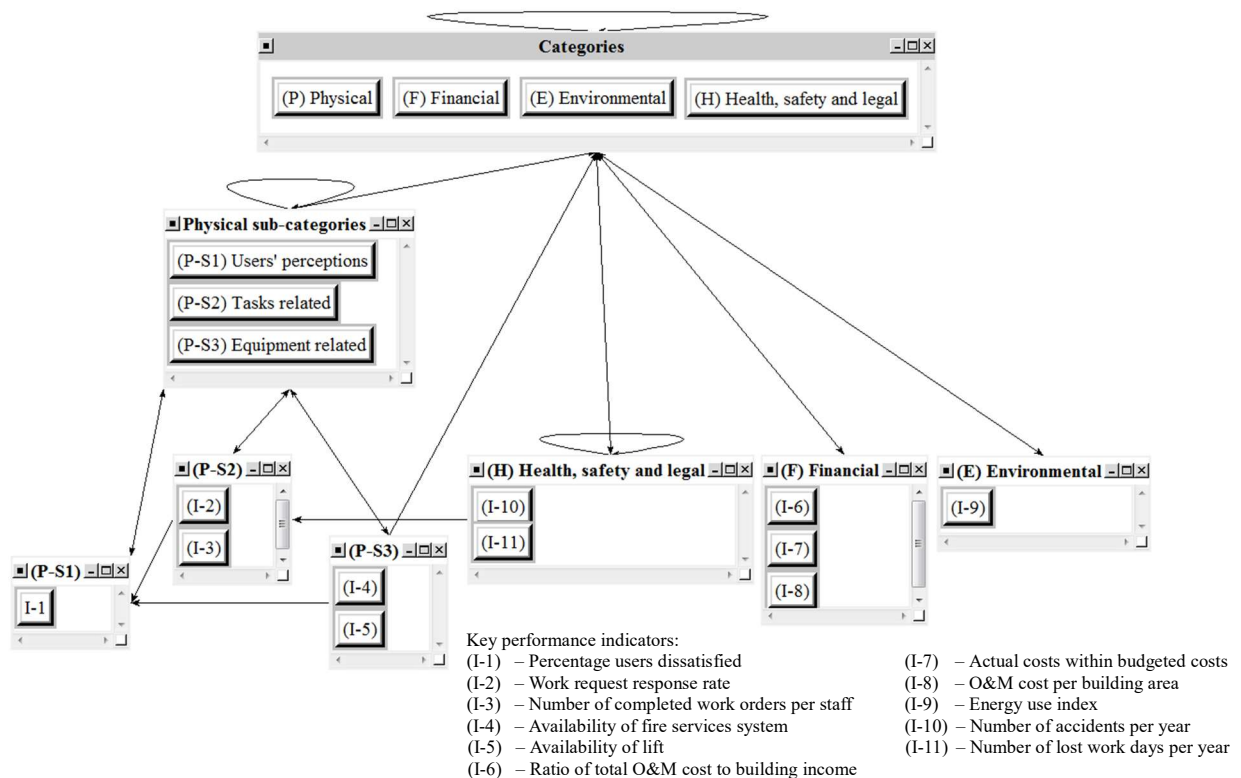 Categories
(P) Physical (F) Financial (E) Environmental (H) Health, safety and legal
Physical sub-categories
(P-S1) Users' perceptions
(P-S2) Tasks related
(P-S3) Equipment related
(P-S2) (H) Health, safety and legal (F) Financial (E) Environmental
(I-2) (I-10) (I-6) (I-9)
(I-3) (I-11) (I-7)
(P-S1) (P-S3)
I-1 (I-4) (I-8)
(I-5)
Key performance indicators:
(I-1) – Percentage users dissatisfied
(I-2) – Work request response rate
(I-3) – Number of completed work orders per staff
(I-4) – Availability of fire services system
(I-5) – Availability of lift
(I-6) – Ratio of total O&M cost to building income
(I-7) – Actual costs within budgeted costs
(I-8) – O&M cost per building area
(I-9) – Energy use index
(I-10) – Number of accidents per year
(I-11) – Number of lost work days per year